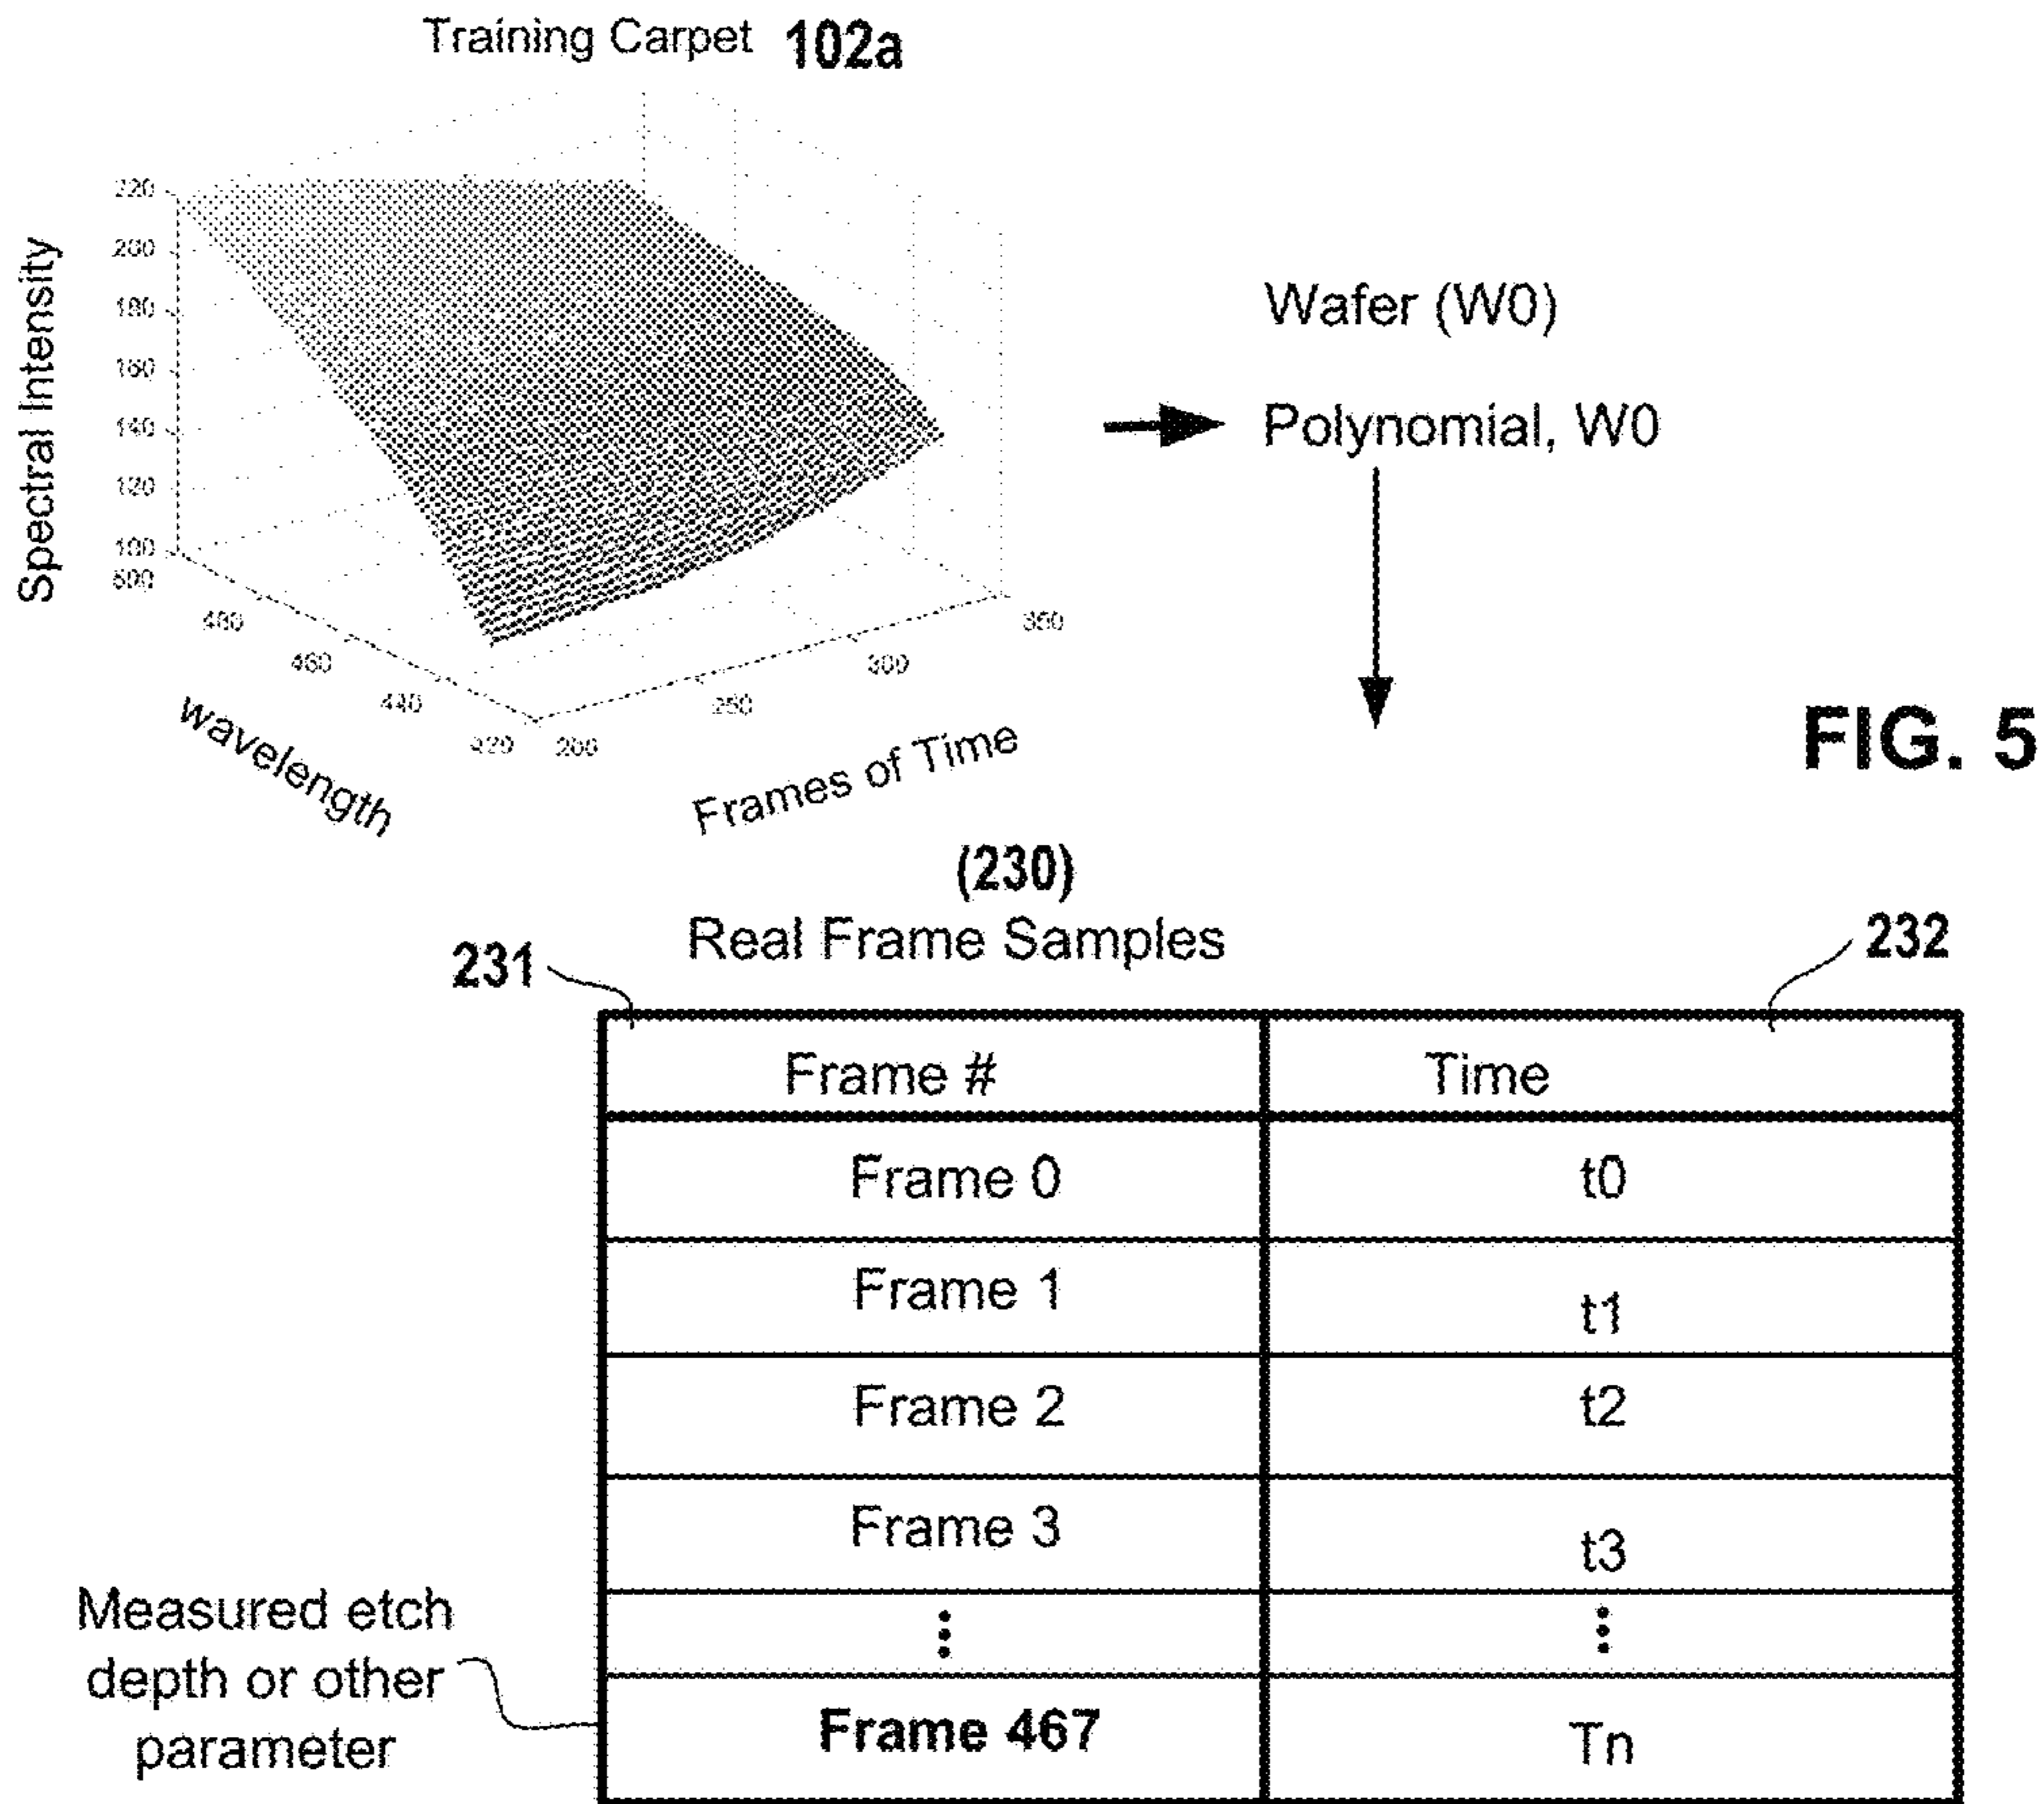 Training Carpet 102a
Spectral Intensity
220
200
180
160
140
120
100
500
480
460
440
420
200
250
300
350
wavelength
Frames of Time
Wafer (W0)
Polynomial, W0
FIG. 5
(230)
Real Frame Samples
231
232
Frame # Time
Frame 0 t0
Frame 1 t1
Frame 2 t2
Frame 3 t3
⋮ ⋮
Frame 467 Tn
Measured etch
depth or other
parameter